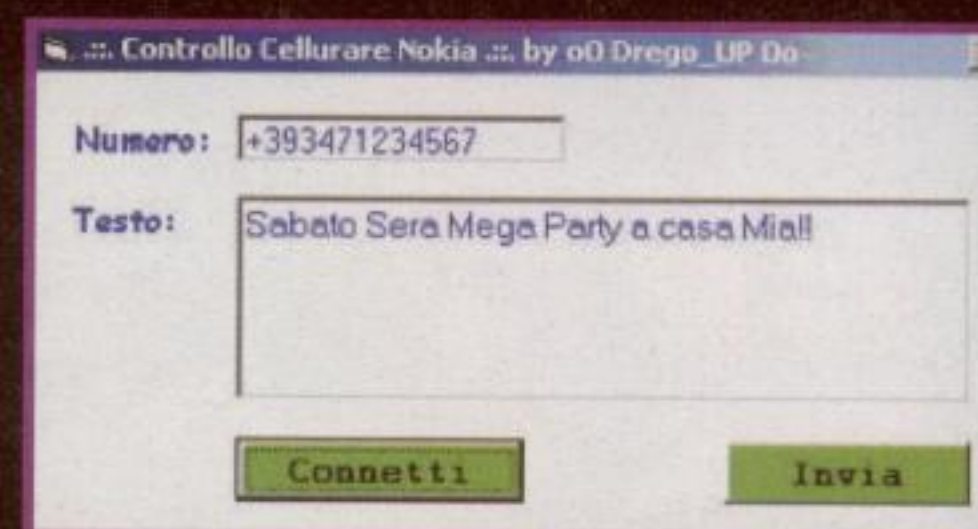 .::. Controllo Cellurare Nokia .::. by oO Drego_UP Oo
Numero: +393471234567
Testo: Sabato Sera Mega Party a casa Mia!!
Connetti Invia